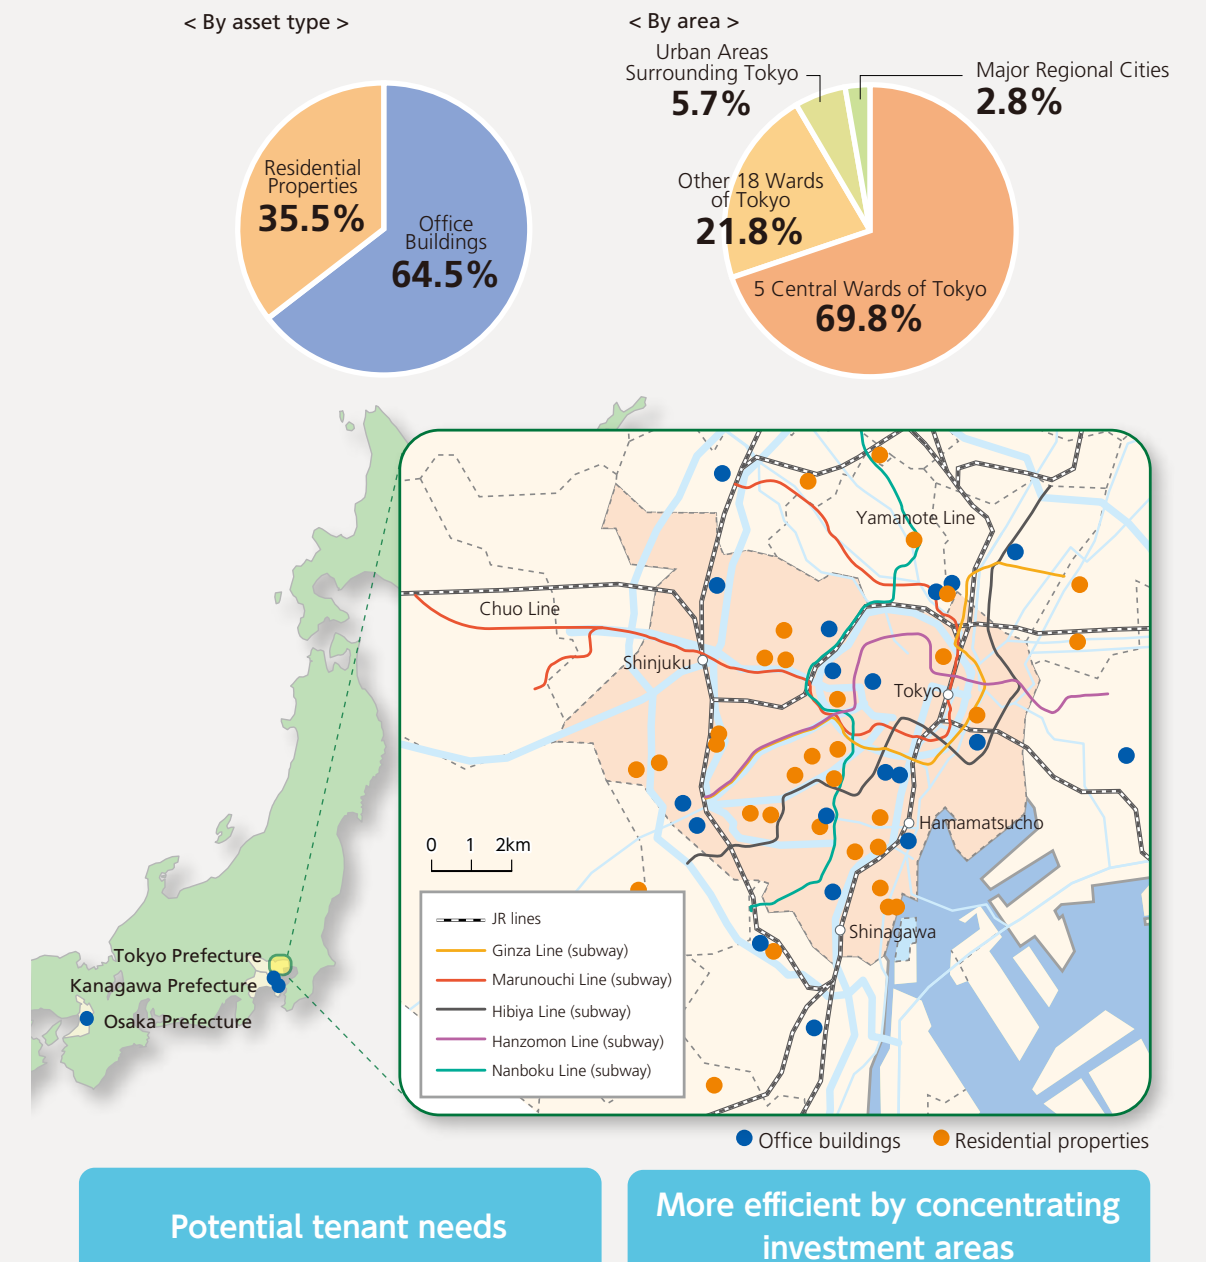 < By asset type >
Residential
Properties
35.5%
Office
Buildings
64.5%
< By area >
Urban Areas
Surrounding Tokyo
5.7%
Major Regional Cities
2.8%
Other 18 Wards
of Tokyo
21.8%
5 Central Wards of Tokyo
69.8%
Yamanote Line
Chuo Line
Shinjuku
Tokyo
Hamamatsucho
Shinagawa
0 1 2km
JR lines
Ginza Line (subway)
Marunouchi Line (subway)
Hibiya Line (subway)
Hanzomon Line (subway)
Nanboku Line (subway)
Tokyo Prefecture
Kanagawa Prefecture
Osaka Prefecture
Office buildings
Residential properties
Potential tenant needs
More efficient by concentrating
investment areas